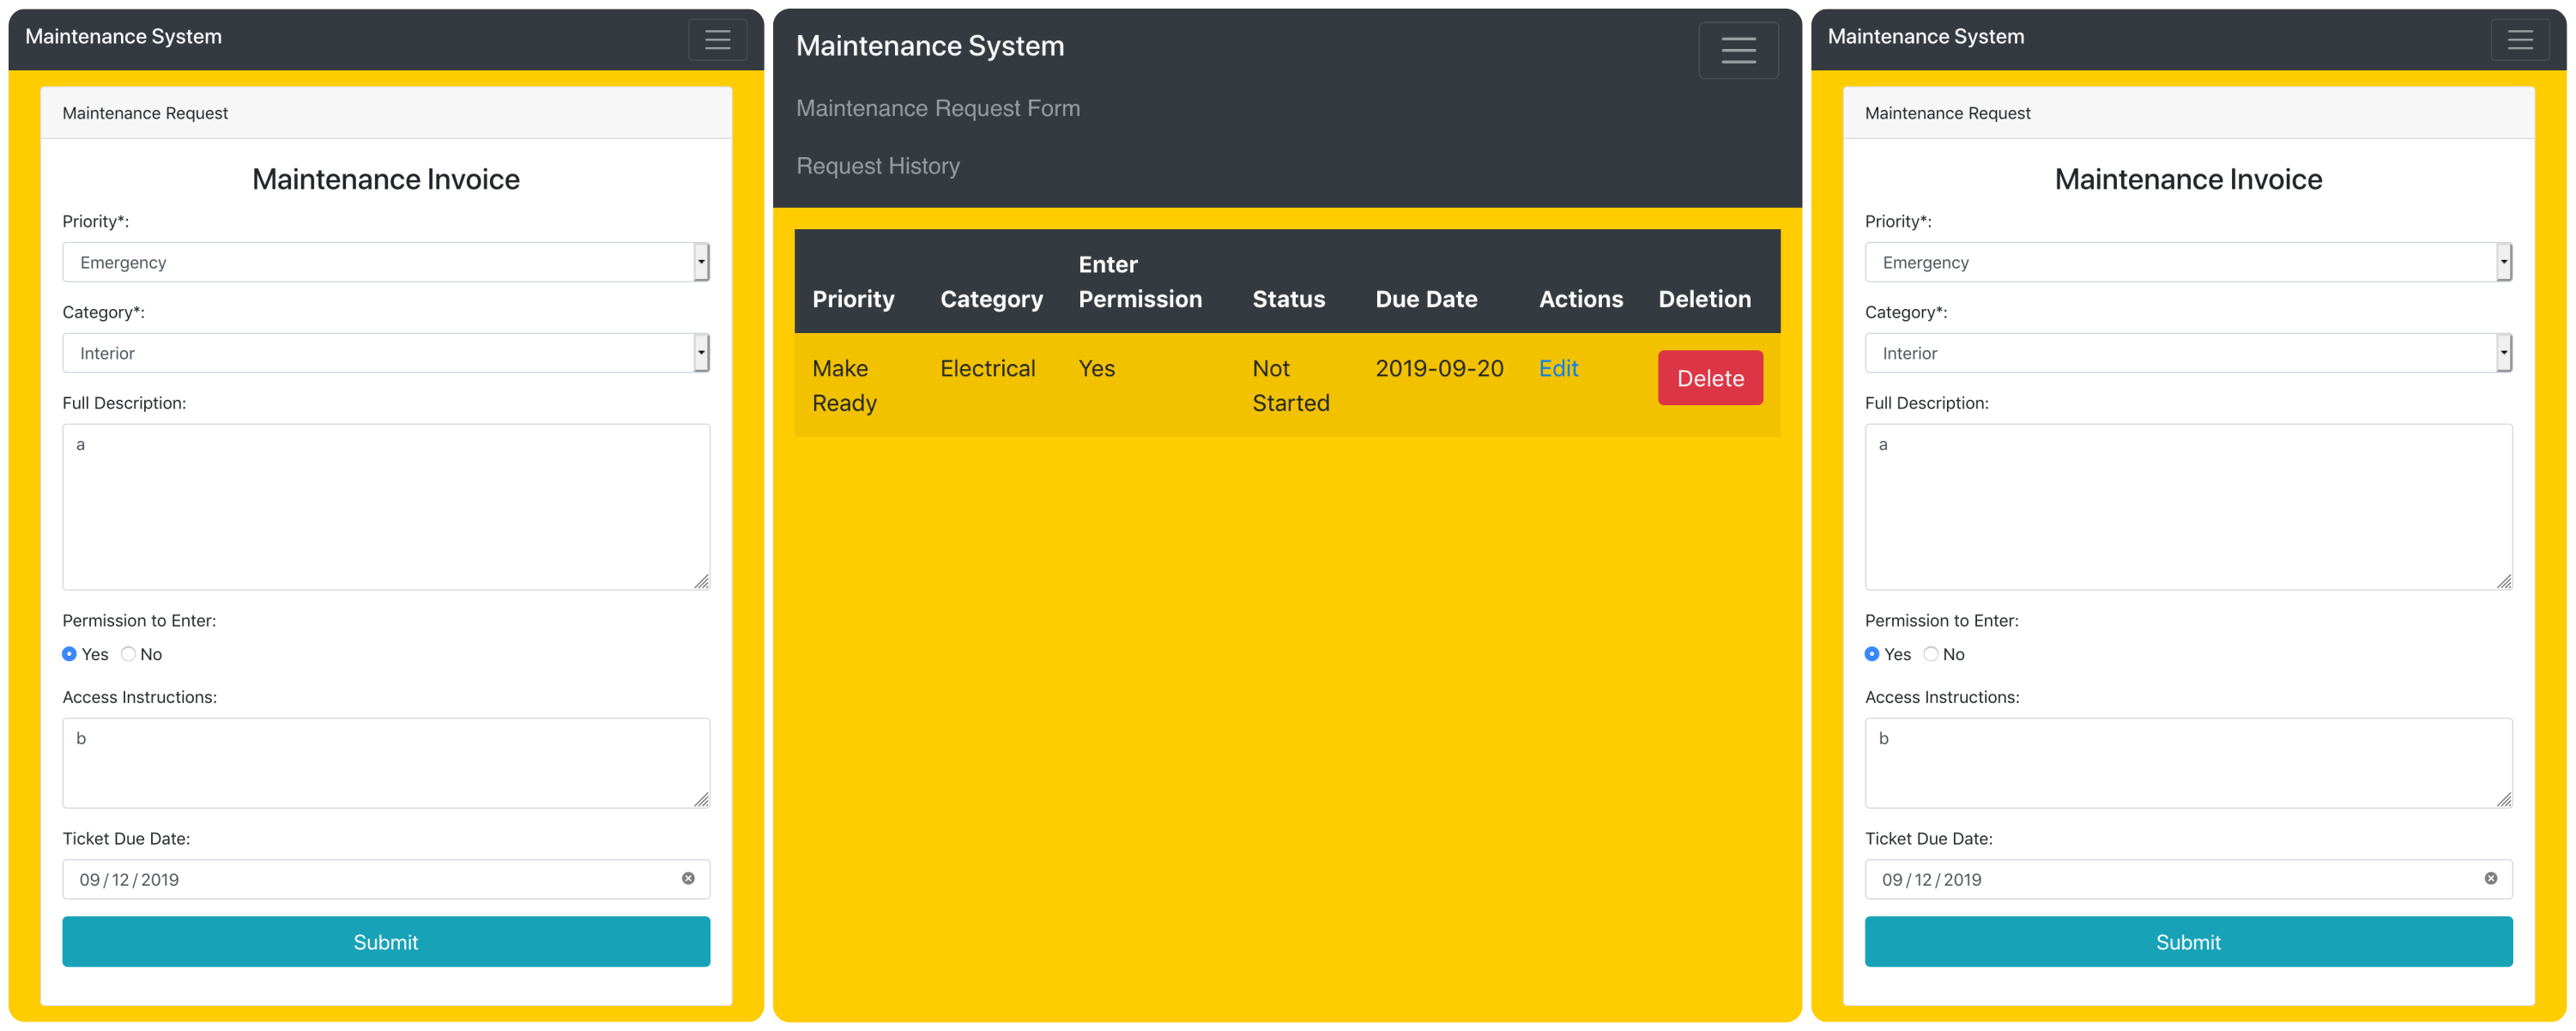 Maintenance System
Maintenance Request
Maintenance Invoice
Priority*:
Emergency
Category*:
Interior
Full Description:
a
Permission to Enter:
Yes No
Access Instructions:
b
Ticket Due Date:
09/12/2019
Submit
Maintenance System
Maintenance Request Form
Request History
Priority Category Enter Permission Status Due Date Actions Deletion
Make Ready Electrical Yes Not Started 2019-09-20 Edit Delete
Maintenance System
Maintenance Request
Maintenance Invoice
Priority*:
Emergency
Category*:
Interior
Full Description:
a
Permission to Enter:
Yes No
Access Instructions:
b
Ticket Due Date:
09/12/2019
Submit